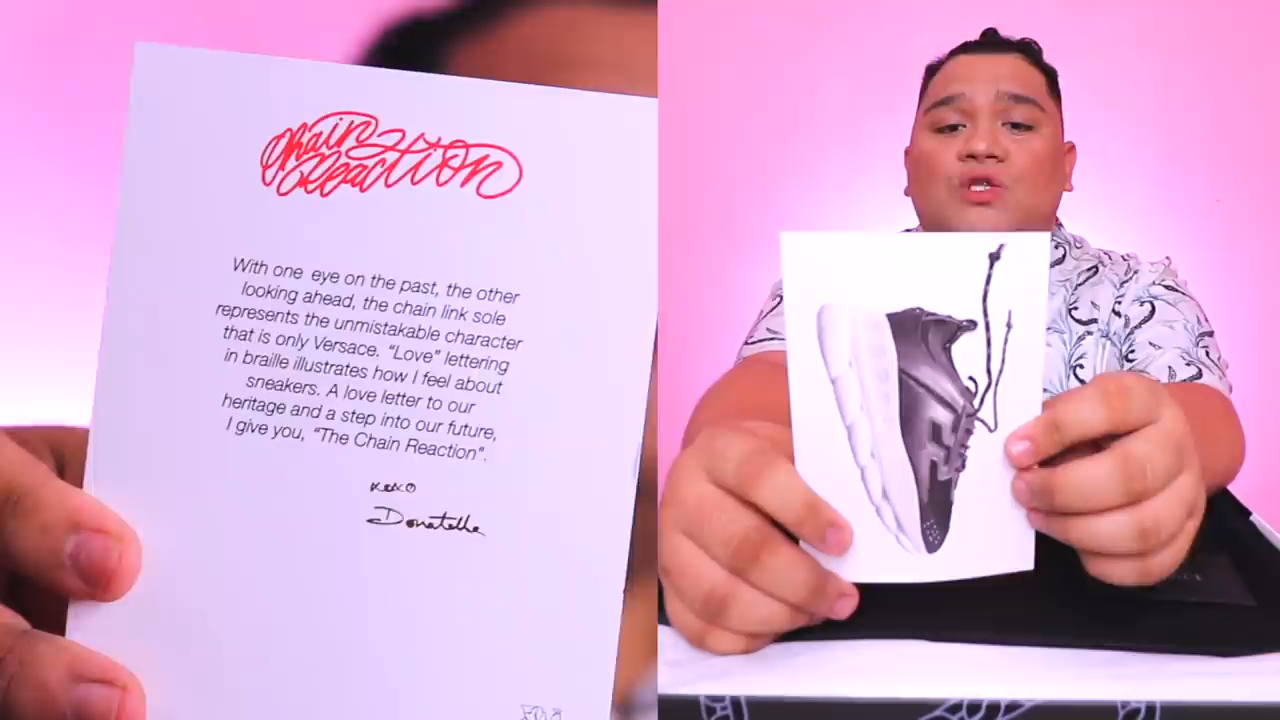 Chain
Reaction
With one eye on the past, the other
looking ahead, the chain link sole
represents the unmistakable character
that is only Versace. “Love” lettering
in braille illustrates how I feel about
sneakers. A love letter to our
heritage and a step into our future,
I give you, “The Chain Reaction”.
xoxo
Donatella